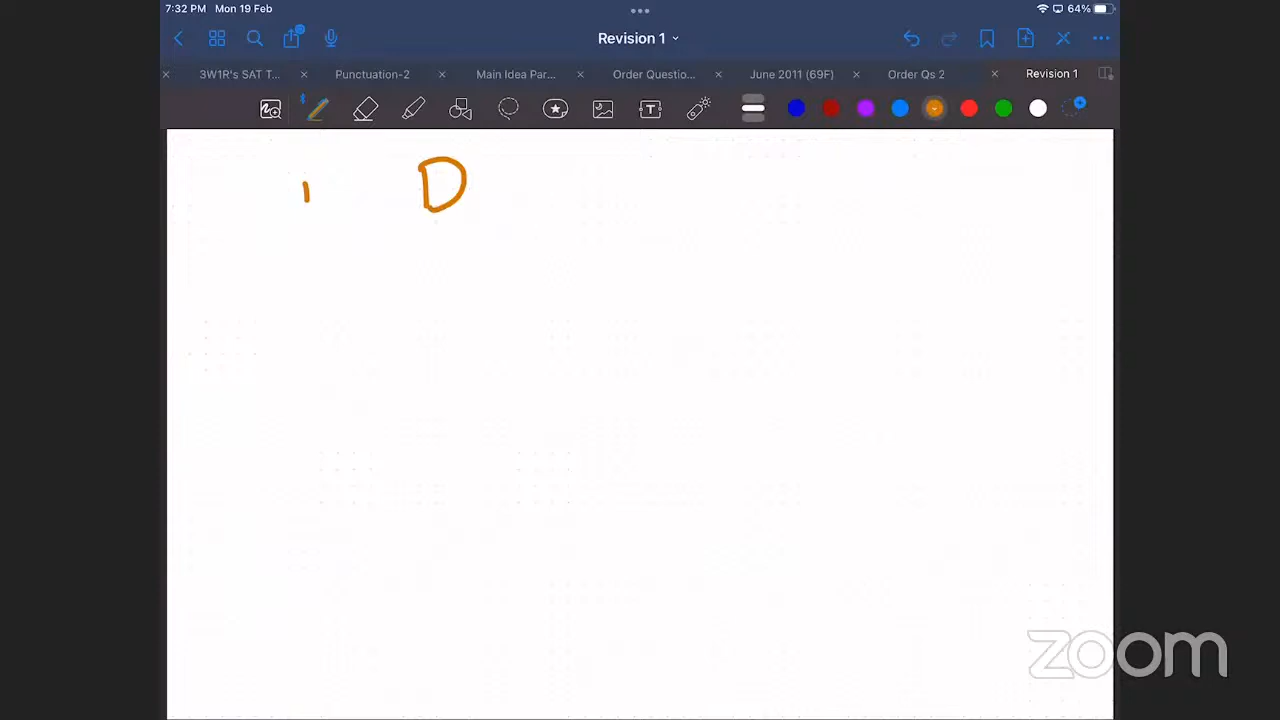 7:32 PM Mon 19 Feb
64%
Revision 1
3W1R's SAT T...
Punctuation-2
Main Idea Par...
Order Questio...
June 2011 (69F)
Order Qs 2
Revision 1
D
zoom